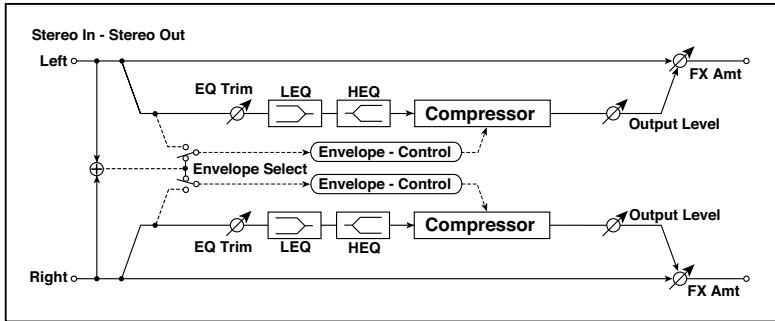 Stereo In - Stereo Out
Left
FX Amt
EQ Trim
LEQ
HEQ
Compressor
Output Level
Envelope - Control
Envelope Select
Envelope - Control
Output Level
EQ Trim
LEQ
HEQ
Compressor
Right
FX Amt